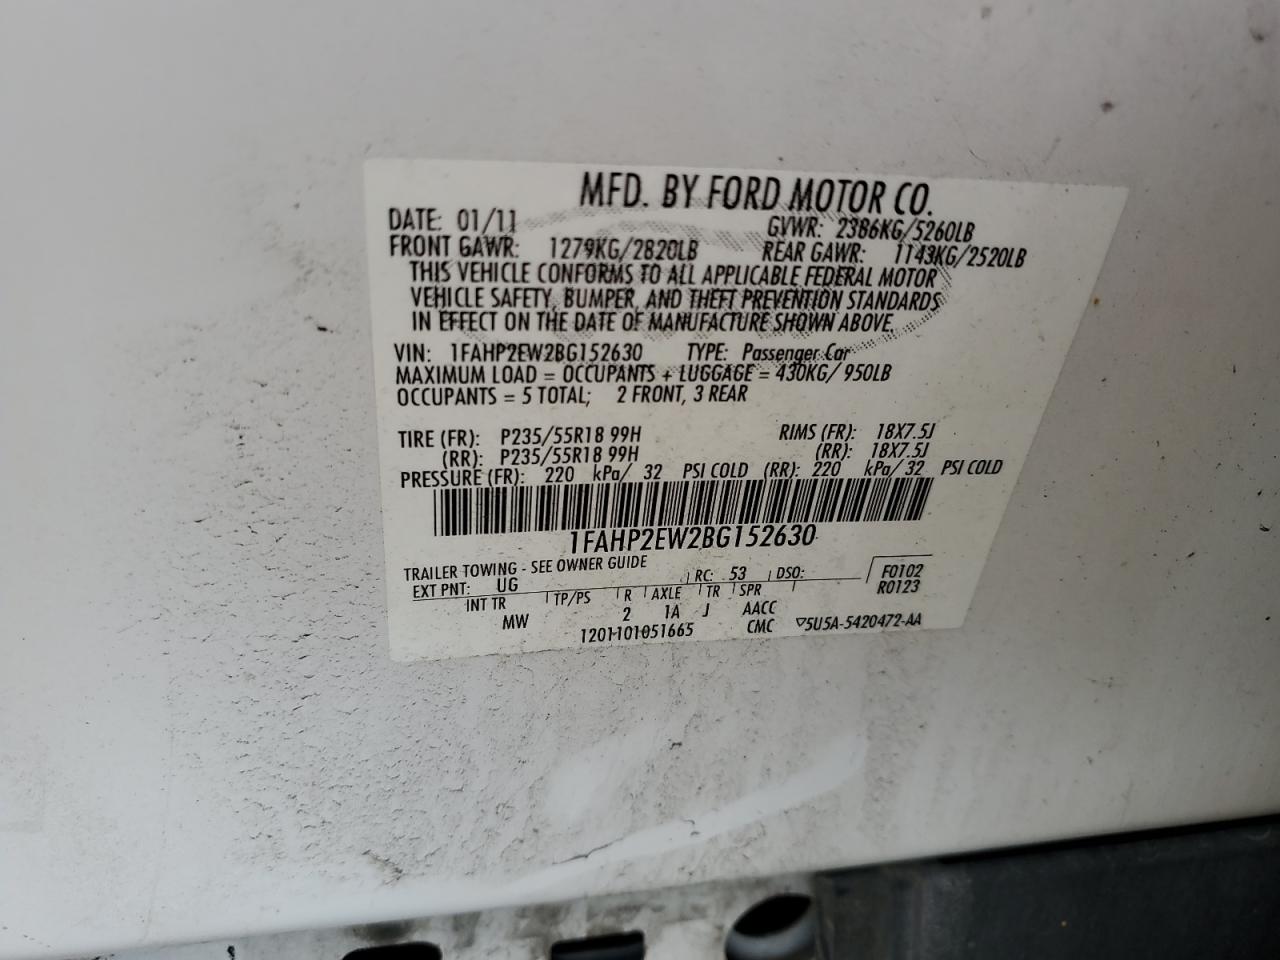 MFD. BY FORD MOTOR CO.
DATE: 01/11 GVWR: 2386KG/5260LB
FRONT GAWR: 1279KG/2820LB REAR GAWR: 1143KG/2520LB
THIS VEHICLE CONFORMS TO ALL APPLICABLE FEDERAL MOTOR
VEHICLE SAFETY, BUMPER, AND THEFT PREVENTION STANDARDS
IN EFFECT ON THE DATE OF MANUFACTURE SHOWN ABOVE.
VIN: 1FAHP2EW2BG152630 TYPE: Passenger Car
MAXIMUM LOAD = OCCUPANTS + LUGGAGE = 430KG/ 950LB
OCCUPANTS = 5 TOTAL; 2 FRONT, 3 REAR
TIRE (FR): P235/55R18 99H RIMS (FR): 18X7.5J
(RR): P235/55R18 99H (RR): 18X7.5J
PRESSURE (FR): 220 kPa/ 32 PSI COLD (RR): 220 kPa/ 32 PSI COLD
1FAHP2EW2BG152630
TRAILER TOWING - SEE OWNER GUIDE
EXT PNT: UG RC: 53 DSO: F0102
R0123
INT TR TP/PS R AXLE TR SPR
MW 2 1A J AACC
1201101051665 CMC ▽5U5A-5420472-AA